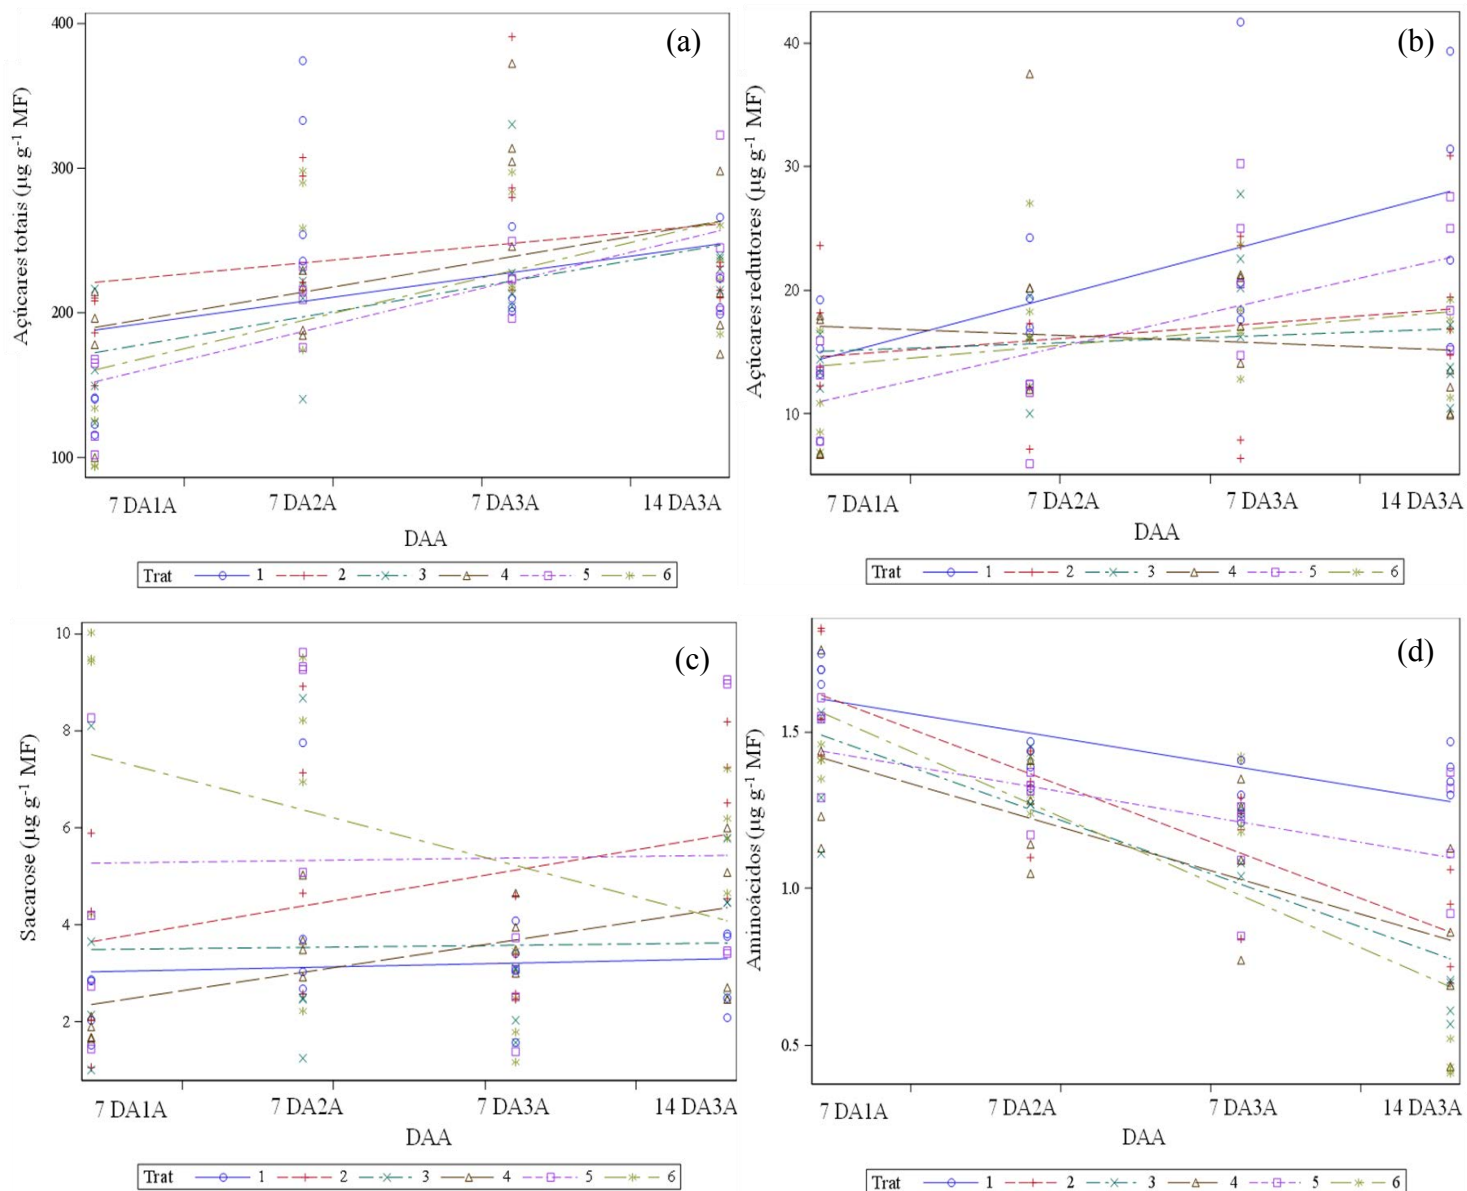 (a)
Açúcares totais (µg g⁻¹ MF)
400
300
200
100
7 DA1A 7 DA2A 7 DA3A 14 DA3A
DAA
Trat 1 2 3 4 5 6
(b)
Açúcares redutores (µg g⁻¹ MF)
40
30
20
10
7 DA1A 7 DA2A 7 DA3A 14 DA3A
DAA
Trat 1 2 3 4 5 6
(c)
Sacarose (µg g⁻¹ MF)
10
8
6
4
2
7 DA1A 7 DA2A 7 DA3A 14 DA3A
DAA
Trat 1 2 3 4 5 6
(d)
Aminoácidos (µg g⁻¹ MF)
1.5
1.0
0.5
7 DA1A 7 DA2A 7 DA3A 14 DA3A
DAA
Trat 1 2 3 4 5 6